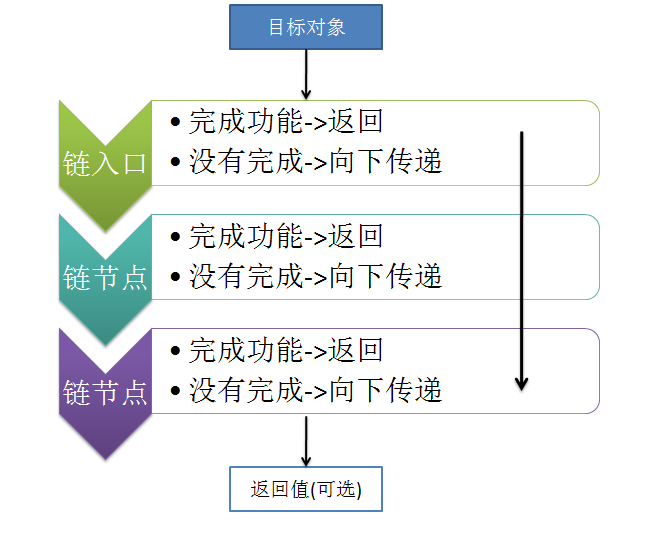 目标对象
链入口
• 完成功能->返回
• 没有完成->向下传递
链节点
• 完成功能->返回
• 没有完成->向下传递
链节点
• 完成功能->返回
• 没有完成->向下传递
返回值(可选)